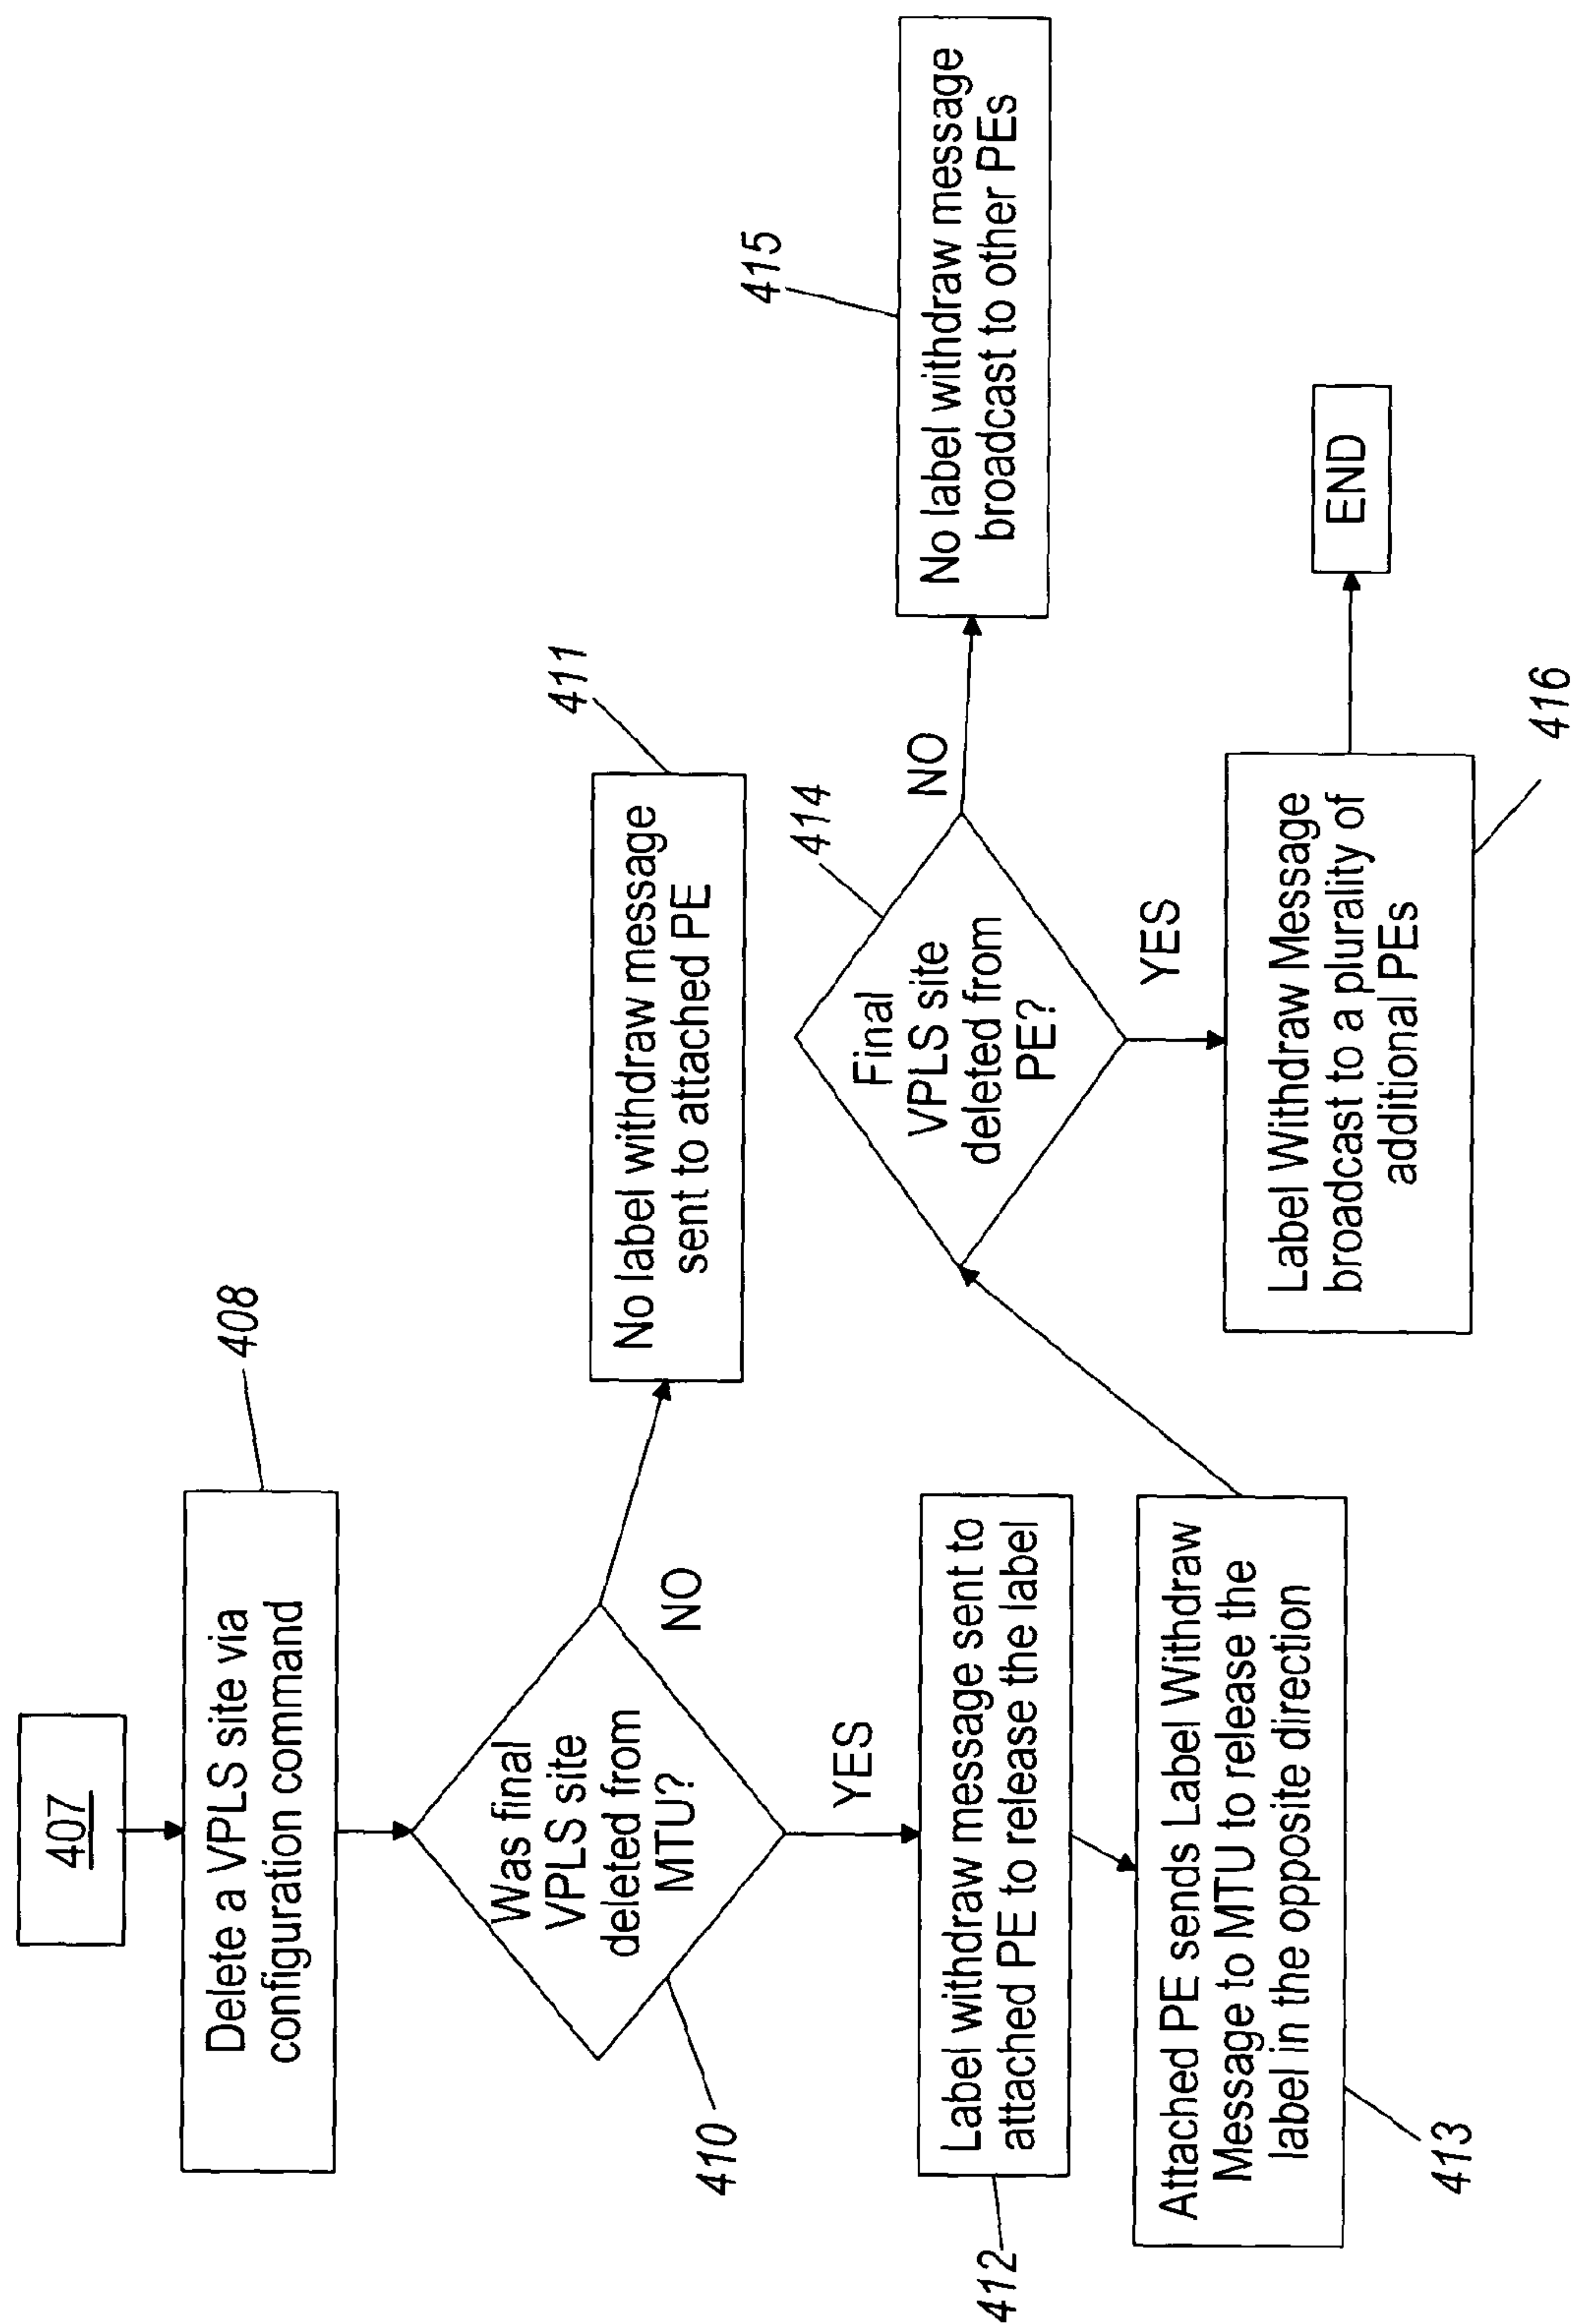 407
408
Delete a VPLS site via
configuration command
410
Was final
VPLS site
deleted from
MTU?
NO
411
No label withdraw message
sent to attached PE
YES
412
Label withdraw message sent to
attached PE to release the label
413
Attached PE sends Label Withdraw
Message to MTU to release the
label in the opposite direction
414
Final
VPLS site
deleted from
PE?
NO
415
No label withdraw message
broadcast to other PEs
YES
Label Withdraw Message
broadcast to a plurality of
additional PEs
416
END